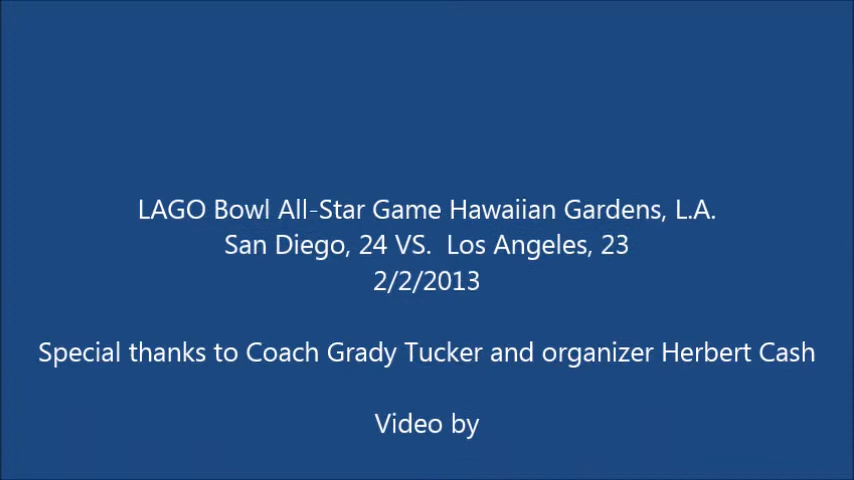 LAGO Bowl All-Star Game Hawaiian Gardens, L.A.
San Diego, 24 VS.  Los Angeles, 23
2/2/2013
Special thanks to Coach Grady Tucker and organizer Herbert Cash
Video by